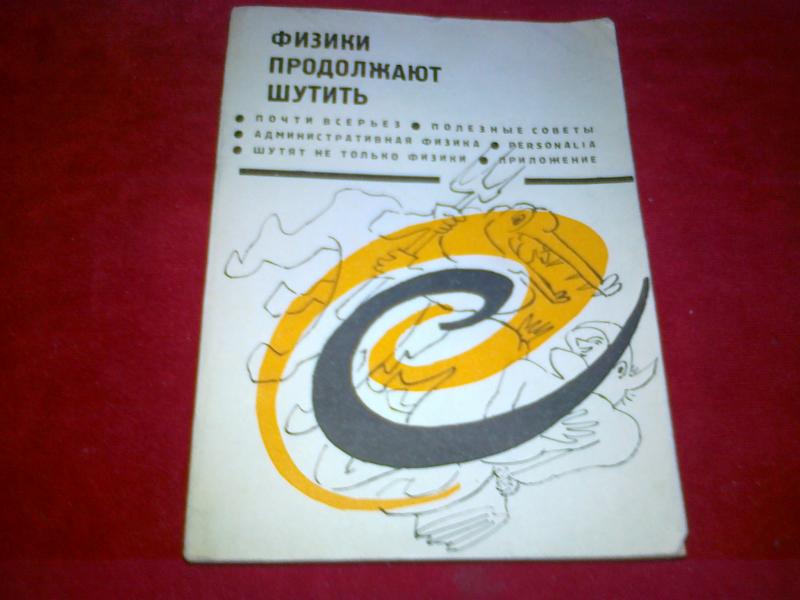 ФИЗИКИ
ПРОДОЛЖАЮТ
ШУТИТЬ
● ПОЧТИ ВСЕРЬЕЗ ● ПОЛЕЗНЫЕ СОВЕТЫ
● АДМИНИСТРАТИВНАЯ ФИЗИКА ● PERSONALIA
● ШУТЯТ НЕ ТОЛЬКО ФИЗИКИ ● ПРИЛОЖЕНИЕ